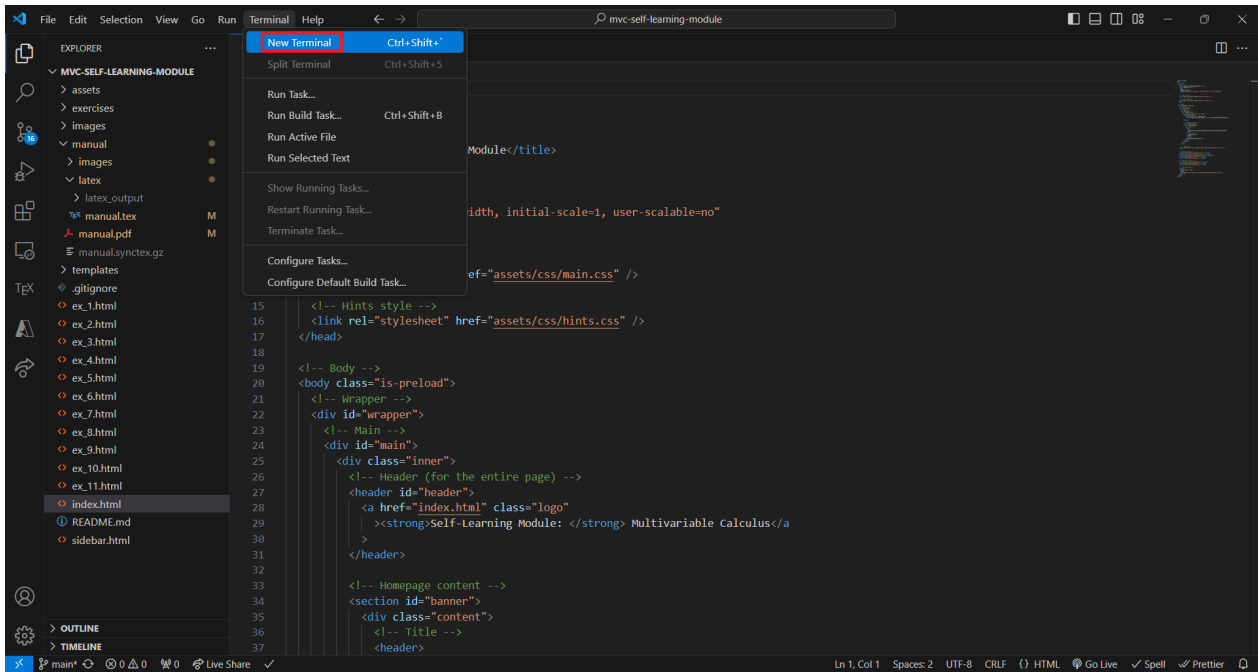 File Edit Selection View Go Run Terminal Help
mvc-self-learning-module
EXPLORER
MVC-SELF-LEARNING-MODULE
assets
exercises
images
manual
images
latex
latex_output
TEX manual.tex M
manual.pdf M
manual.synctex.gz
templates
.gitignore
ex_1.html
ex_2.html
ex_3.html
ex_4.html
ex_5.html
ex_6.html
ex_7.html
ex_8.html
ex_9.html
ex_10.html
ex_11.html
index.html
README.md
sidebar.html
OUTLINE
TIMELINE
16
TEX
New Terminal Ctrl+Shift+`
Split Terminal Ctrl+Shift+5
Run Task...
Run Build Task... Ctrl+Shift+B
Run Active File
Run Selected Text
Show Running Tasks...
Restart Running Task...
Terminate Task...
Configure Tasks...
Configure Default Build Task...
Module</title>
idth, initial-scale=1, user-scalable=no"
ef="assets/css/main.css" />
15 <!-- Hints style -->
16 <link rel="stylesheet" href="assets/css/hints.css" />
17 </head>
18
19 <!-- Body -->
20 <body class="is-preload">
21 <!-- Wrapper -->
22 <div id="wrapper">
23 <!-- Main -->
24 <div id="main">
25 <div class="inner">
26 <!-- Header (for the entire page) -->
27 <header id="header">
28 <a href="index.html" class="logo"
29 ><strong>Self-Learning Module: </strong> Multivariable Calculus</a
30 >
31 </header>
32
33 <!-- Homepage content -->
34 <section id="banner">
35 <div class="content">
36 <!-- Title -->
37 <header>
main* 0 0 0 Live Share Ln 1, Col 1 Spaces: 2 UTF-8 CRLF {} HTML Go Live Spell Prettier